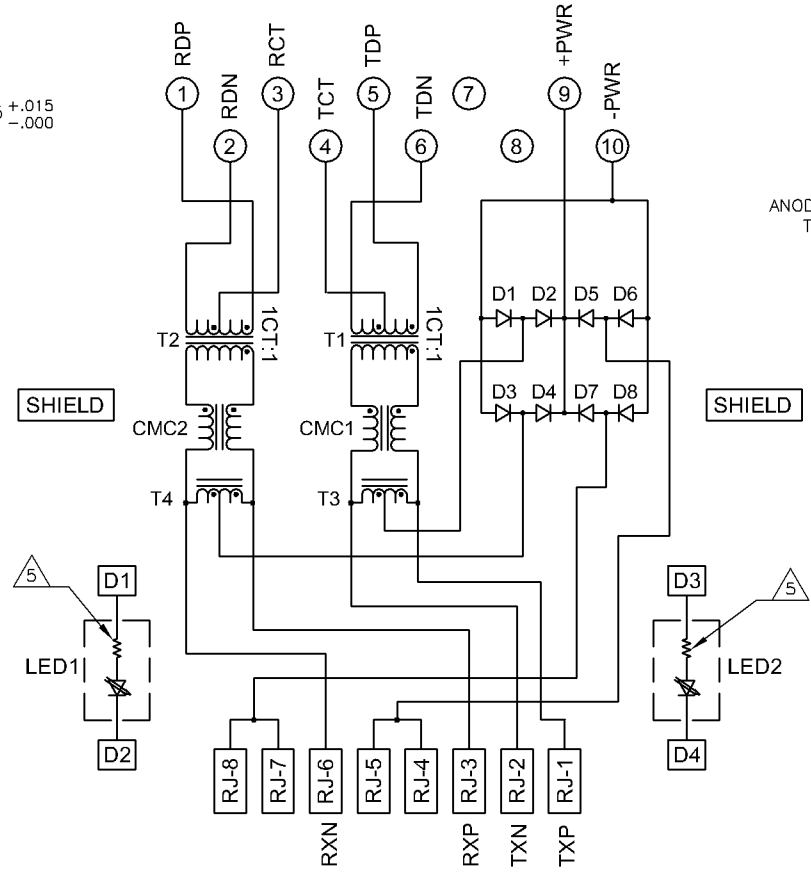 RDP
RCT
TDP
+PWR
1
RDN
3
TCT
5
TDN
7
9
-PWR
+.015
-.000
2
4
6
8
10
ANOD
T
D1
D2
D5
D6
T2
1CT:1
T1
1CT:1
SHIELD
D3
D4
D7
D8
SHIELD
CMC2
CMC1
T4
T3
5
D1
D3
5
LED1
LED2
D2
D4
RJ-8
RJ-7
RJ-6
RJ-5
RJ-4
RJ-3
RJ-2
RJ-1
RXN
RXP
TXN
TXP